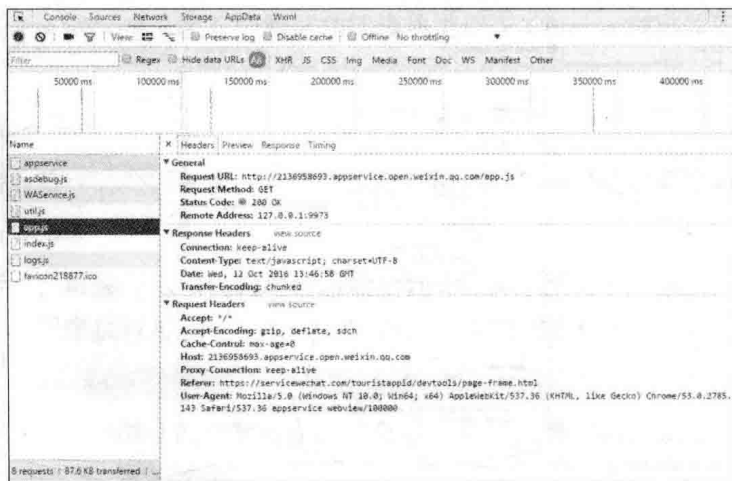 Console Sources Network Storage AppData Wxml
View: Preserve log Disable cache Offline No throttling
Filter Regex Hide data URLs All XHR JS CSS Img Media Font Doc WS Manifest Other
50000 ms 100000 ms 150000 ms 200000 ms 250000 ms 300000 ms 350000 ms 400000 ms
Name
appservice
asdebug.js
WAService.js
util.js
app.js
index.js
logs.js
favicon218877.ico
8 requests | 87.6 KB transferred | ...
× Headers Preview Response Timing
General
Request URL: http://2136958693.appservice.open.weixin.qq.com/app.js
Request Method: GET
Status Code: 200 OK
Remote Address: 127.0.0.1:9973
Response Headers view source
Connection: keep-alive
Content-Type: text/javascript; charset=UTF-8
Date: Wed, 12 Oct 2016 13:46:58 GMT
Transfer-Encoding: chunked
Request Headers view source
Accept: */*
Accept-Encoding: gzip, deflate, sdch
Cache-Control: max-age=0
Host: 2136958693.appservice.open.weixin.qq.com
Proxy-Connection: keep-alive
Referer: https://servicewechat.com/touristappid/devtools/page-frame.html
User-Agent: Mozilla/5.0 (Windows NT 10.0; Win64; x64) AppleWebKit/537.36 (KHTML, like Gecko) Chrome/53.0.2785.
143 Safari/537.36 appservice webview/100000